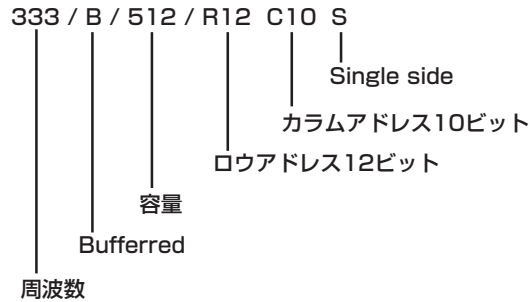 333 / B / 512 / R12 C10 S
Single side
カラムアドレス10ビット
ロウアドレス12ビット
容量
Bufferred
周波数